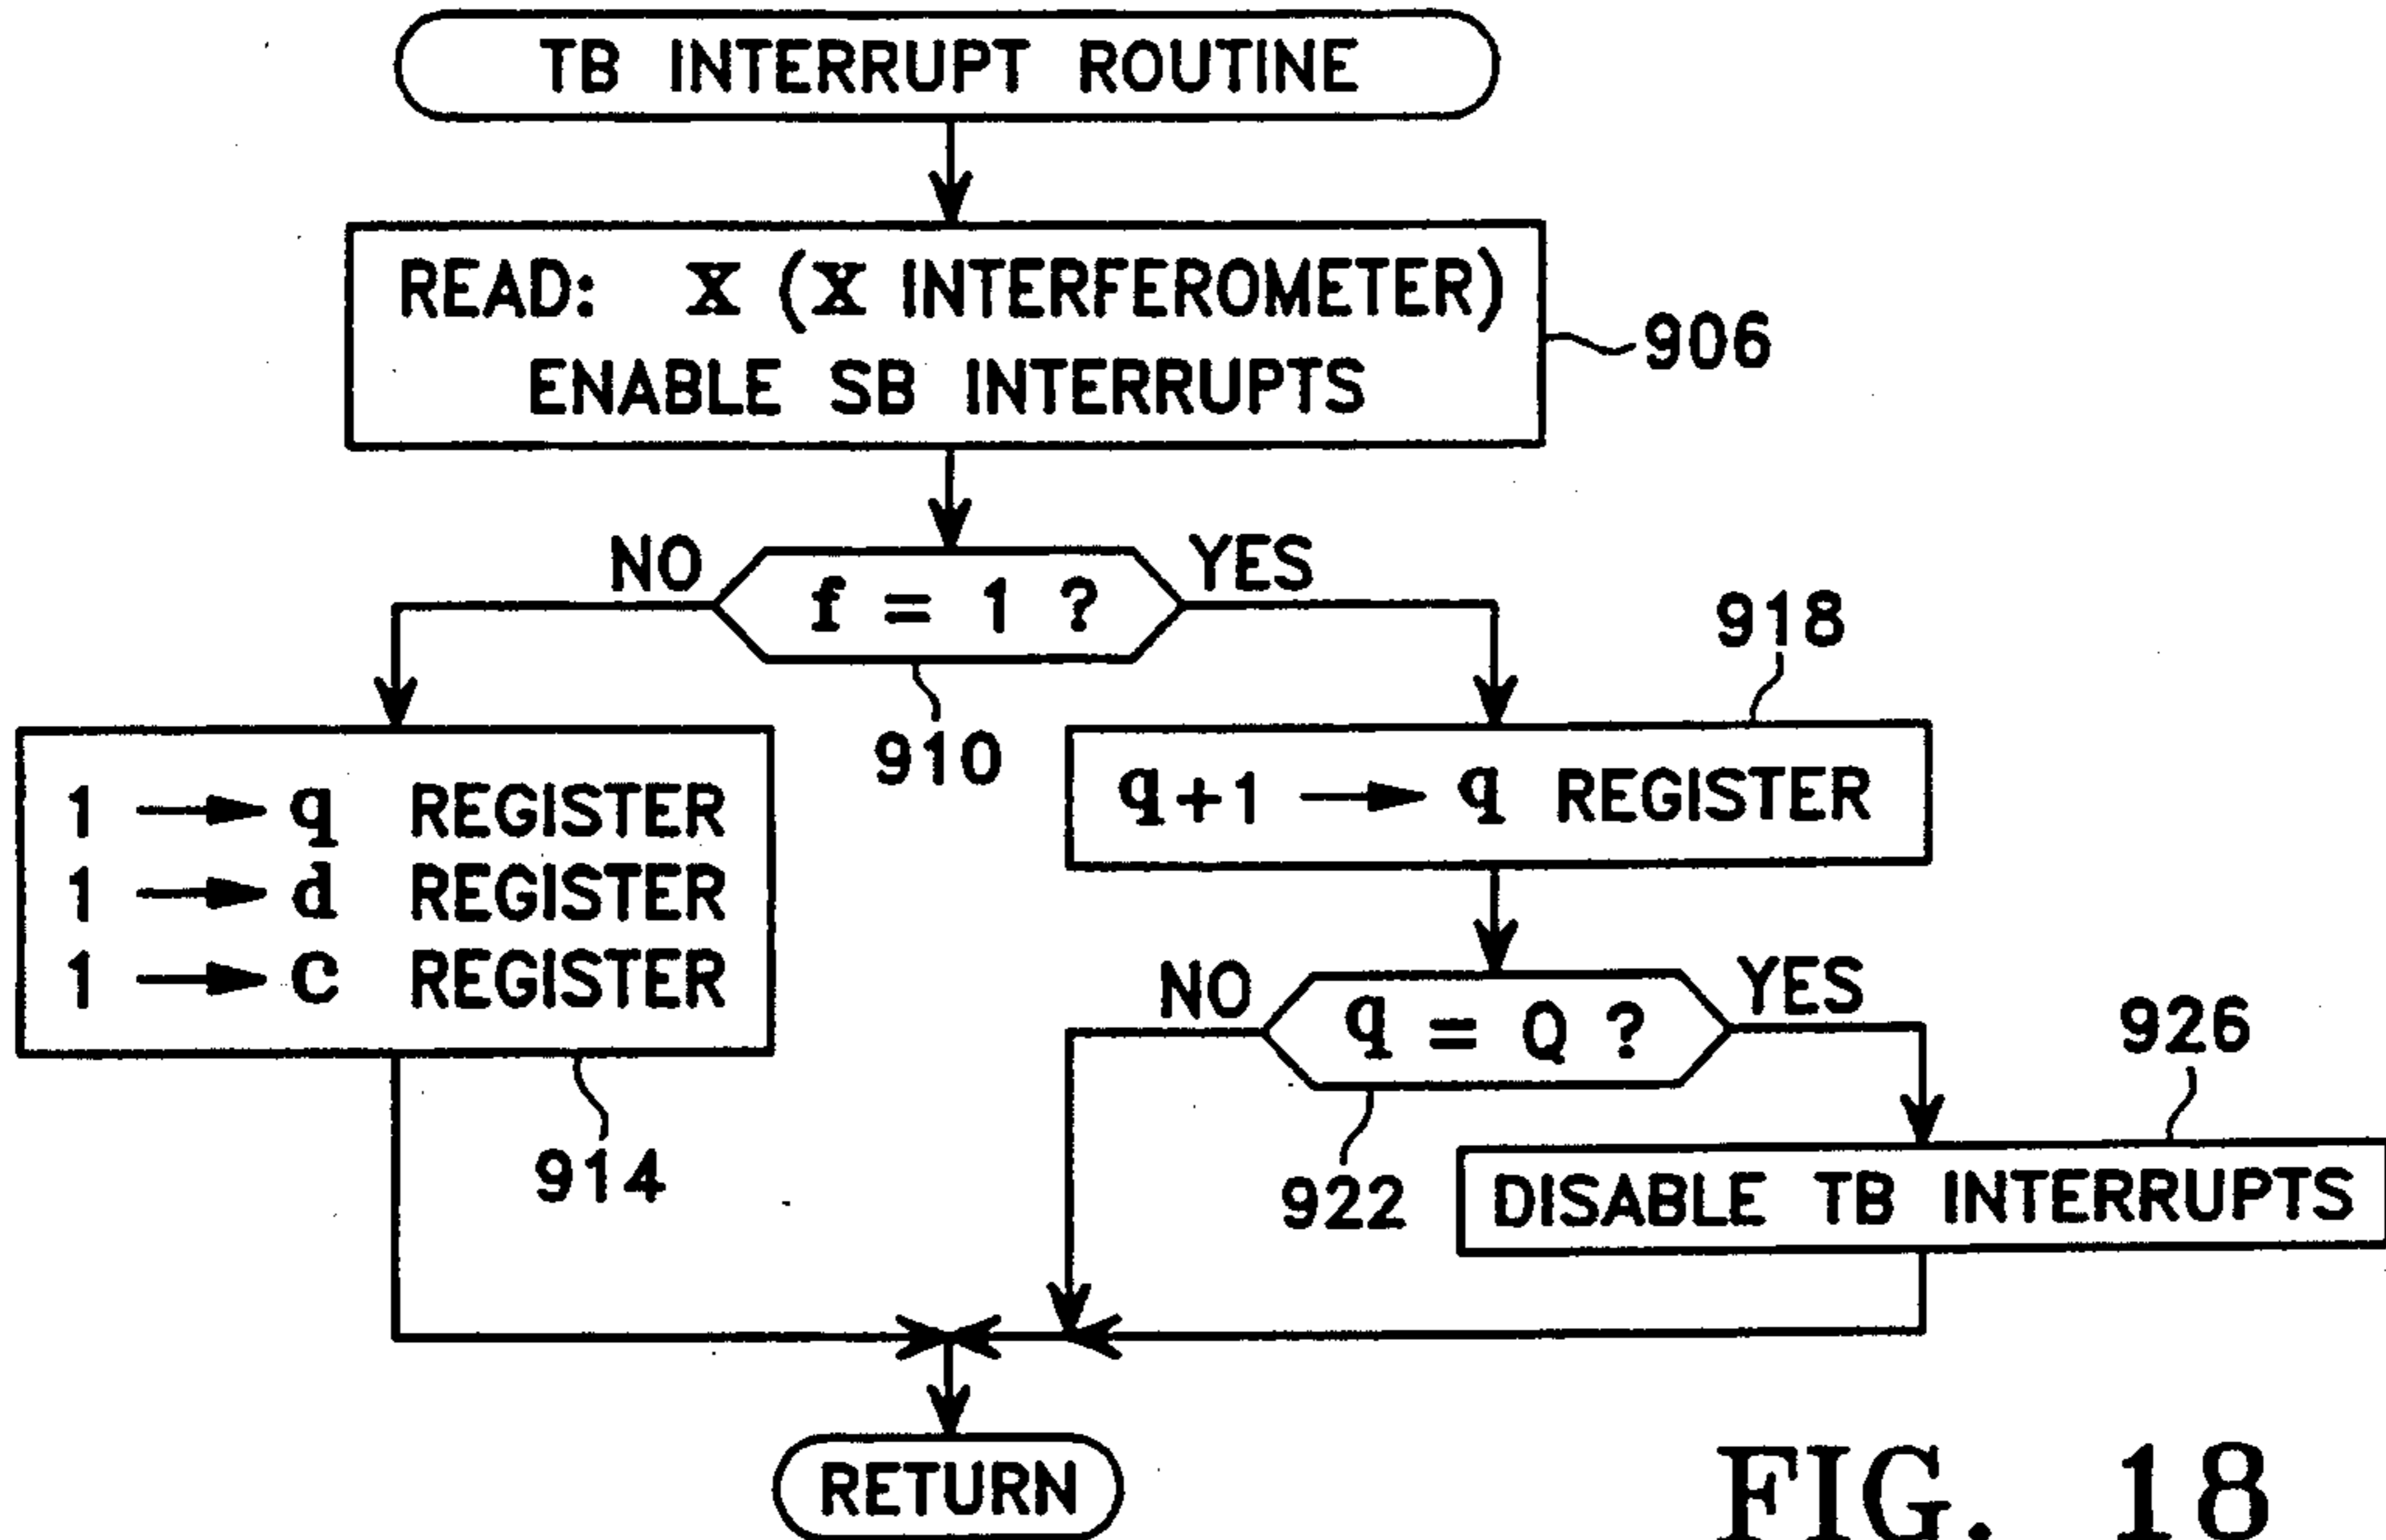 TB INTERRUPT ROUTINE
READ: X (X INTERFEROMETER)
ENABLE SB INTERRUPTS
906
NO
YES
f = 1 ?
910
918
1 → q REGISTER
1 → d REGISTER
1 → C REGISTER
914
q+1 → q REGISTER
NO
YES
q = Q ?
922
926
DISABLE TB INTERRUPTS
RETURN
FIG. 18